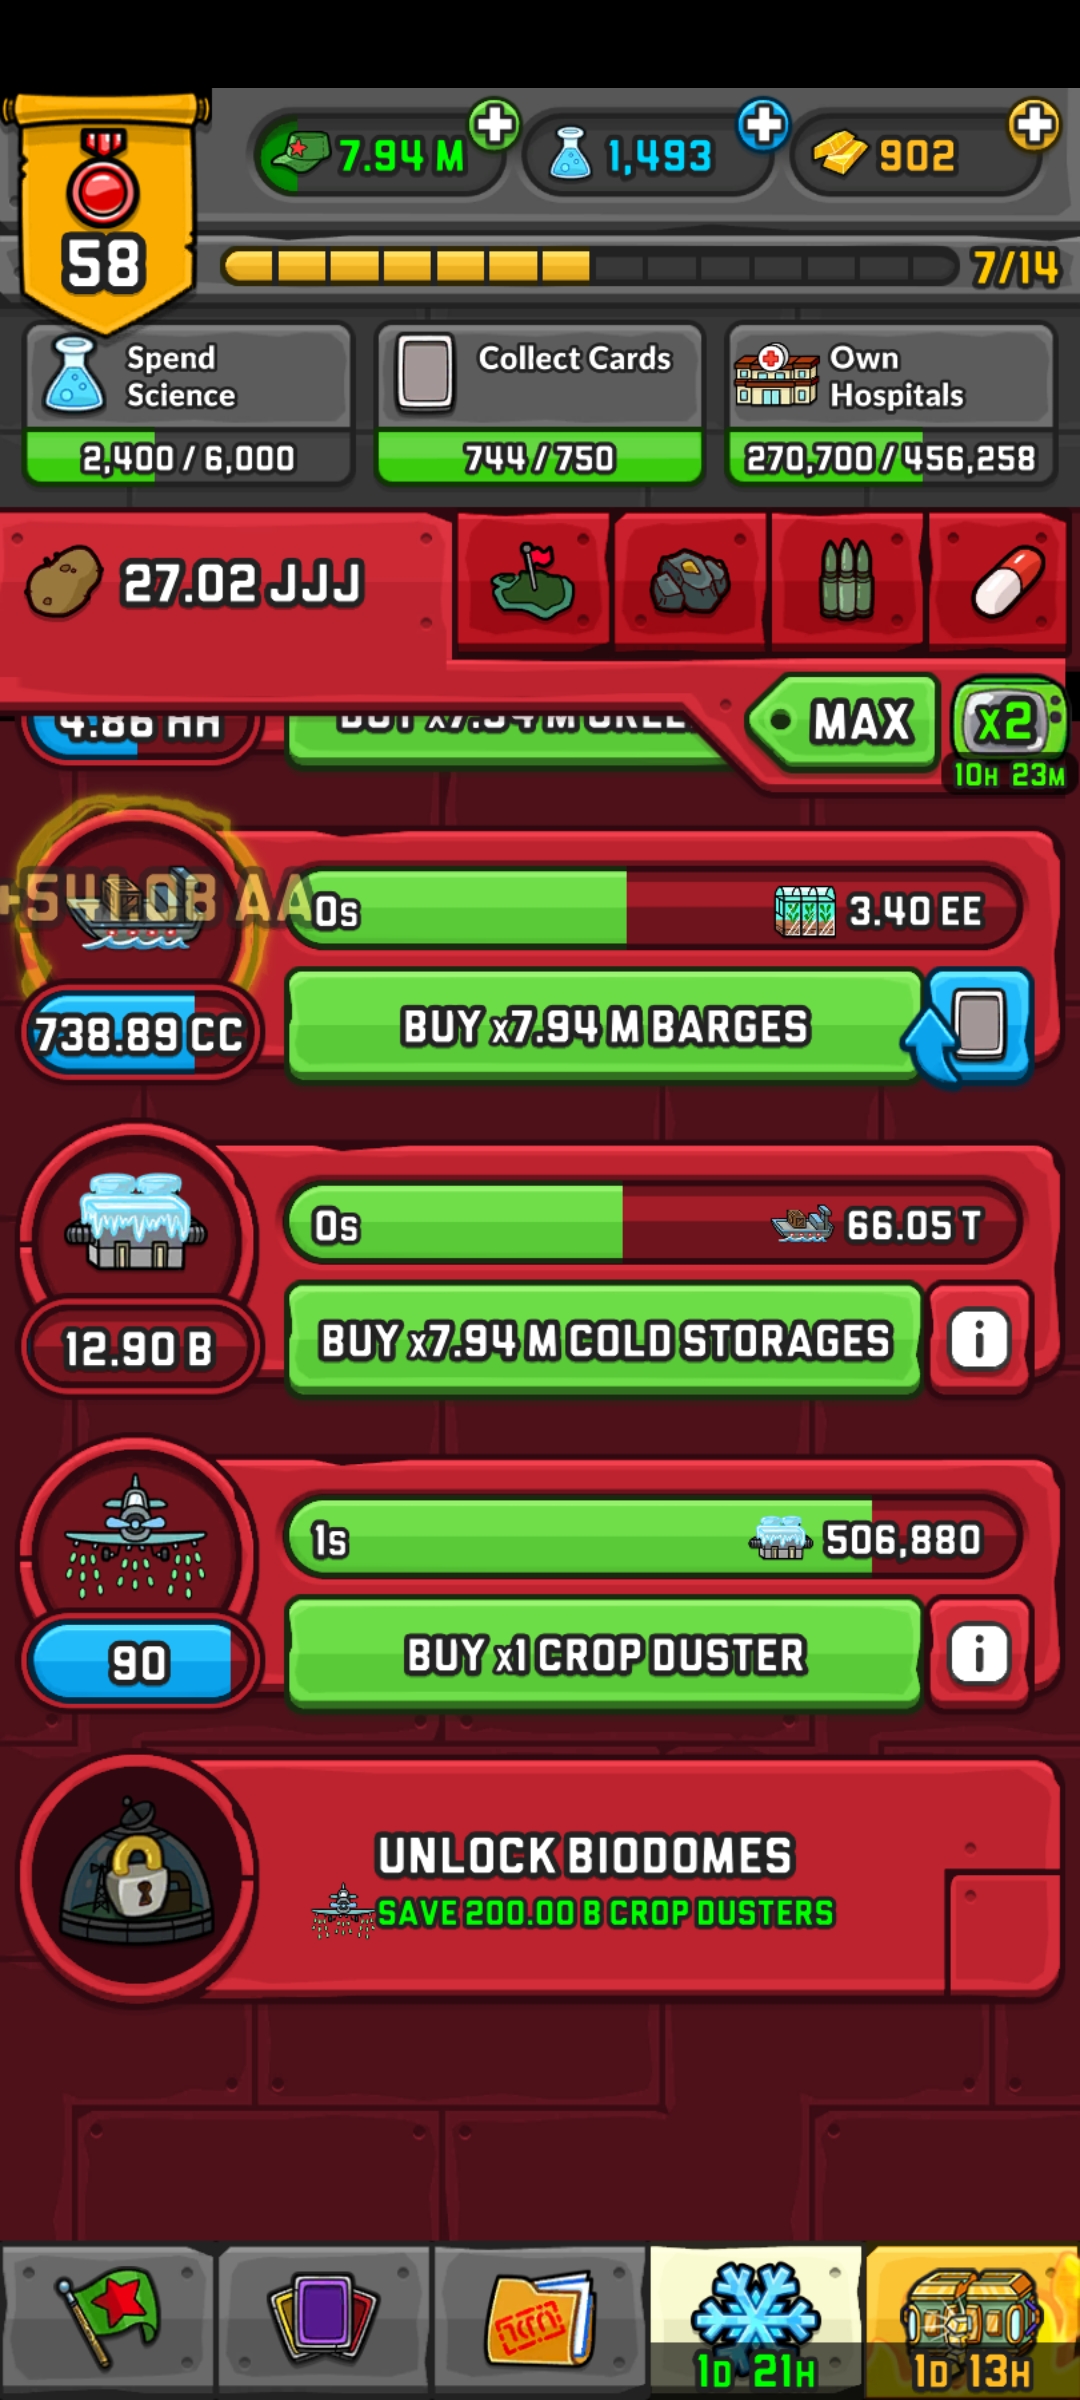 7.94 M
1,493
902
58
7/14
Spend Science
2,400 / 6,000
Collect Cards
744 / 750
Own Hospitals
270,700 / 456,258
27.02 JJJ
MAX
x2
10H 23M
4.86 HH
+541.08 AA
0s
3.40 EE
738.89 CC
BUY x7.94 M BARGES
0s
66.05 T
12.90 B
BUY x7.94 M COLD STORAGES
i
1s
506,880
90
BUY x1 CROP DUSTER
i
UNLOCK BIODOMES
SAVE 200.00 B CROP DUSTERS
1D 21H
1D 13H